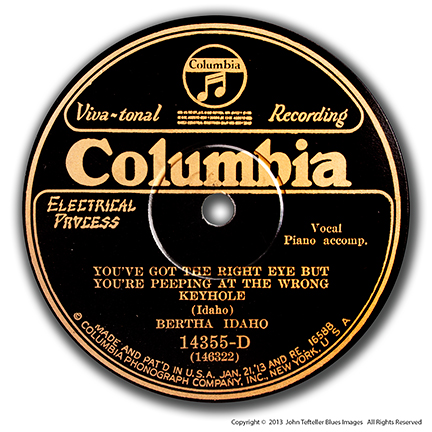 Columbia
Viva-tonal Recording
Columbia
ELECTRICAL
PROCESS
Vocal
Piano accomp.
YOU'VE GOT THE RIGHT EYE BUT
YOU'RE PEEPING AT THE WRONG
KEYHOLE
(Idaho)
BERTHA IDAHO
14355-D
(146322)
MADE AND PAT'D IN U.S.A. JAN. 21,'13 AND RE. 16588
© COLUMBIA PHONOGRAPH COMPANY, INC., NEW YORK, U S A
Copyright © 2013 John Tefteller Blues Images All Rights Reserved